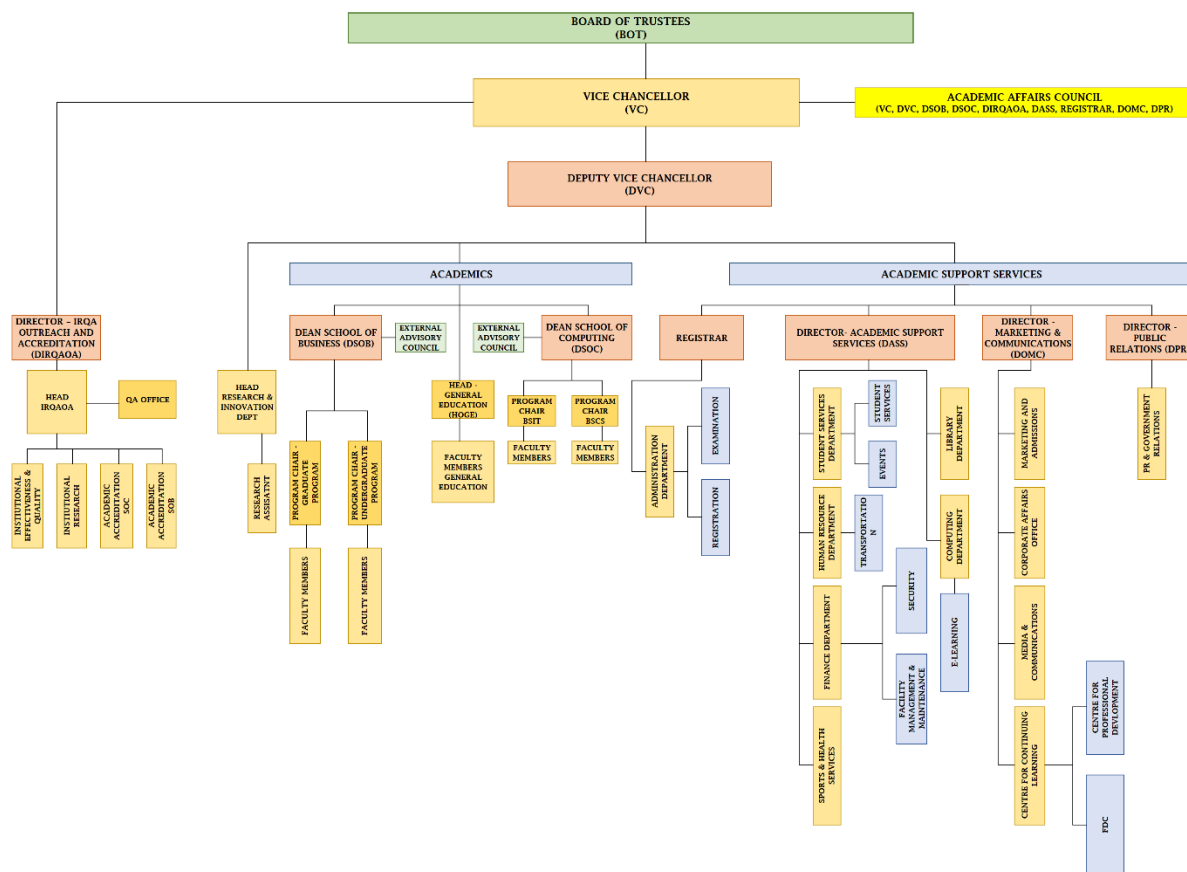 BOARD OF TRUSTEES
(BOT)
VICE CHANCELLOR
(VC)
ACADEMIC AFFAIRS COUNCIL
(VC, DVC, DSOB, DSOC, DIRQAOA, DASS, REGISTRAR, DOMC, DPR)
DEPUTY VICE CHANCELLOR
(DVC)
ACADEMICS
ACADEMIC SUPPORT SERVICES
DIRECTOR – IRQA
OUTREACH AND
ACCREDITATION
(DIRQAOA)
DEAN SCHOOL OF
BUSINESS (DSOB)
EXTERNAL
ADVISORY
COUNCIL
EXTERNAL
ADVISORY
COUNCIL
DEAN SCHOOL OF
COMPUTING
(DSOC)
REGISTRAR
DIRECTOR- ACADEMIC SUPPORT
SERVICES (DASS)
DIRECTOR -
MARKETING &
COMMUNICATIONS
(DOMC)
DIRECTOR -
PUBLIC
RELATIONS (DPR)
HEAD
IRQAOA
QA OFFICE
HEAD
RESEARCH &
INNOVATION
DEPT
HEAD -
GENERAL
EDUCATION
(HOGE)
PROGRAM
CHAIR
BSIT
PROGRAM
CHAIR
BSCS
FACULTY
MEMBERS
FACULTY
MEMBERS
FACULTY
MEMBERS
GENERAL
EDUCATION
INSTIUTIONAL
EFFECTIVENESS &
QUALITY
INSTIUTIONAL
RESEARCH
ACADEMIC
ACCREDITATION
SOC
ACADEMIC
ACCREDITATION
SOB
RESEARCH
ASSISATNT
PROGRAM CHAIR -
GRADUATE
PROGRAM
PROGRAM CHAIR -
UNDERGRADUATE
PROGRAM
FACULTY MEMBERS
FACULTY MEMBERS
ADMINISTRATION
DEPARTMENT
EXAMINATION
REGISTRATION
STUDENT SERVICES
DEPARTMENT
STUDENT
SERVICES
EVENTS
HUMAN RESOURCE
DEPARTMENT
TRANSPORTATIO
N
FINANCE DEPARTMENT
SECURITY
FACILITY
MANAGEMENT &
MAINTENANCE
SPORTS & HEALTH
SERVICES
LIBRARY
DEPARTMENT
COMPUTING
DEPARTMENT
E-LEARNING
MARKETING AND
ADMISSIONS
CORPORATE AFFAIRS
OFFICE
MEDIA &
COMMUNICATIONS
CENTRE FOR CONTINUING
LEARNING
CENTRE FOR
PROFESSIONAL
DEVLOPMENT
FDC
PR & GOVERNMENT
RELATIONS